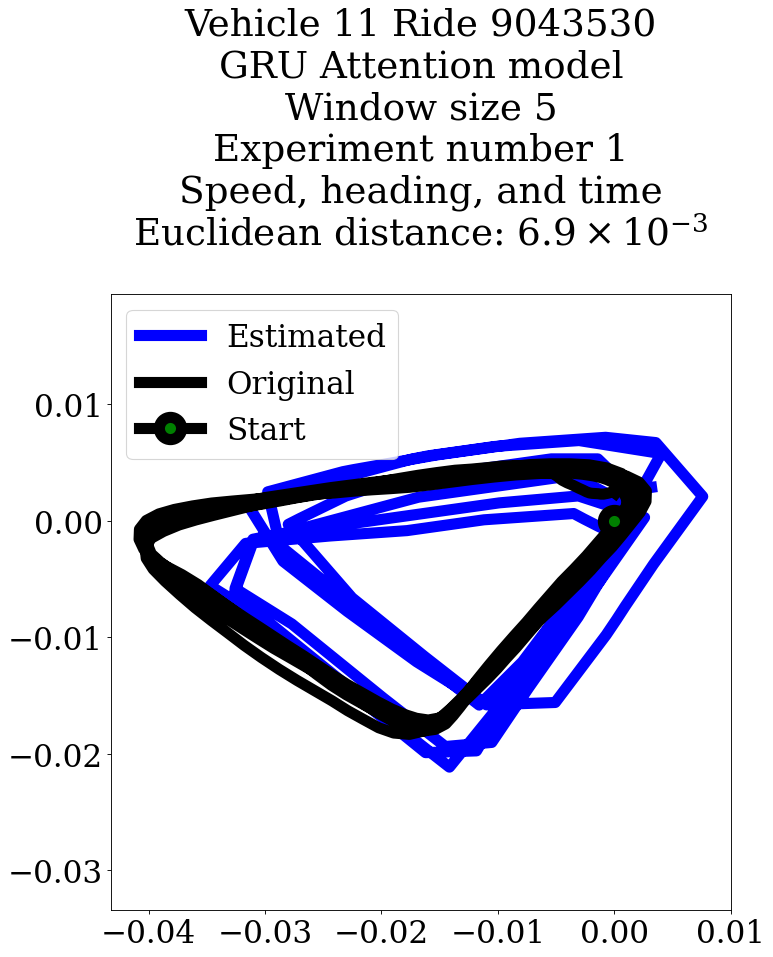 Vehicle 11 Ride 9043530
GRU Attention model
Window size 5
Experiment number 1
Speed, heading, and time
Euclidean distance: 6.9 × 10⁻³
Estimated
Original
Start
0.01
0.00
−0.01
−0.02
−0.03
−0.04 −0.03 −0.02 −0.01 0.00 0.01